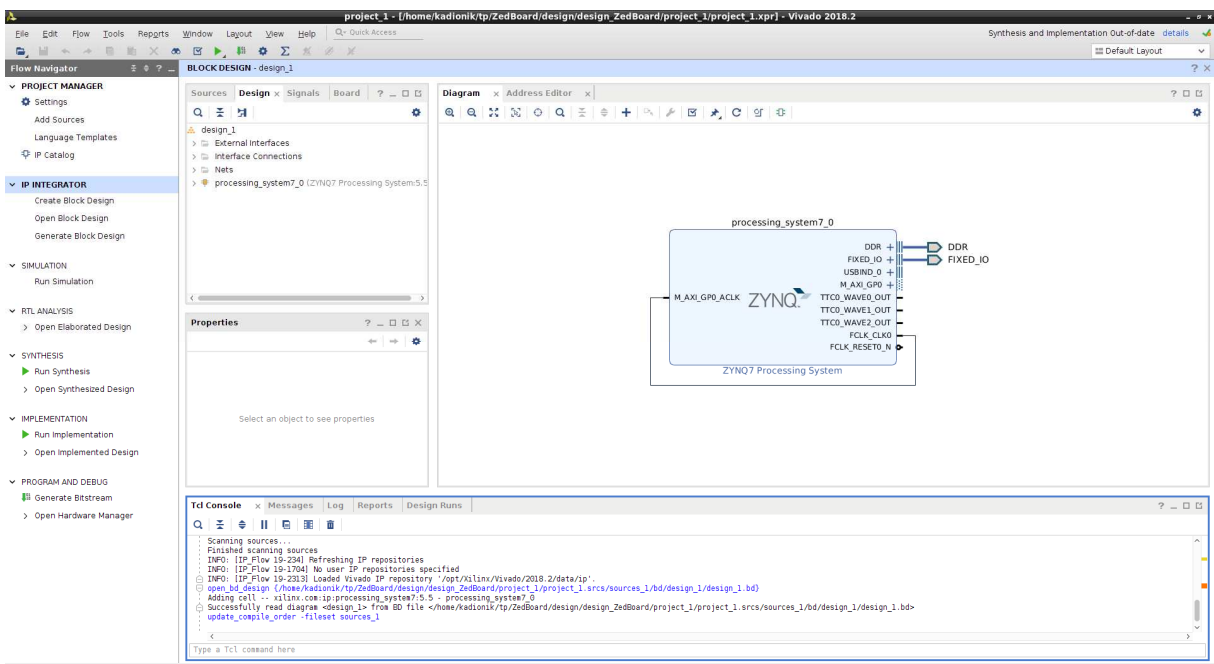 project_1 - [/home/kadionik/tp/ZedBoard/design/design_ZedBoard/project_1/project_1.xpr] - Vivado 2018.2
File Edit Flow Tools Reports Window Layout View Help Quick Access
Synthesis and Implementation Out-of-date details
Default Layout
Flow Navigator
PROJECT MANAGER
Settings
Add Sources
Language Templates
IP Catalog
IP INTEGRATOR
Create Block Design
Open Block Design
Generate Block Design
SIMULATION
Run Simulation
RTL ANALYSIS
Open Elaborated Design
SYNTHESIS
Run Synthesis
Open Synthesized Design
IMPLEMENTATION
Run Implementation
Open Implemented Design
PROGRAM AND DEBUG
Generate Bitstream
Open Hardware Manager
BLOCK DESIGN - design_1
Sources Design Signals Board
design_1
External Interfaces
Interface Connections
Nets
processing_system7_0 (ZYNQ7 Processing System:5.5
Properties
Select an object to see properties
Diagram Address Editor
processing_system7_0
DDR
FIXED_IO
USBIND_0
M_AXI_GP0
M_AXI_GP0_ACLK
ZYNQ
TTC0_WAVE0_OUT
TTC0_WAVE1_OUT
TTC0_WAVE2_OUT
FCLK_CLK0
FCLK_RESET0_N
DDR
FIXED_IO
ZYNQ7 Processing System
Tcl Console Messages Log Reports Design Runs
Scanning sources...
Finished scanning sources
INFO: [IP_Flow 19-234] Refreshing IP repositories
INFO: [IP_Flow 19-1704] No user IP repositories specified
INFO: [IP_Flow 19-2313] Loaded Vivado IP repository '/opt/Xilinx/Vivado/2018.2/data/ip'.
open_bd_design {/home/kadionik/tp/ZedBoard/design/design_ZedBoard/project_1/project_1.srcs/sources_1/bd/design_1/design_1.bd}
Adding cell -- xilinx.com:ip:processing_system7:5.5 - processing_system7_0
Successfully read diagram <design_1> from BD file </home/kadionik/tp/ZedBoard/design/design_ZedBoard/project_1/project_1.srcs/sources_1/bd/design_1/design_1.bd>
update_compile_order -fileset sources_1
Type a Tcl command here